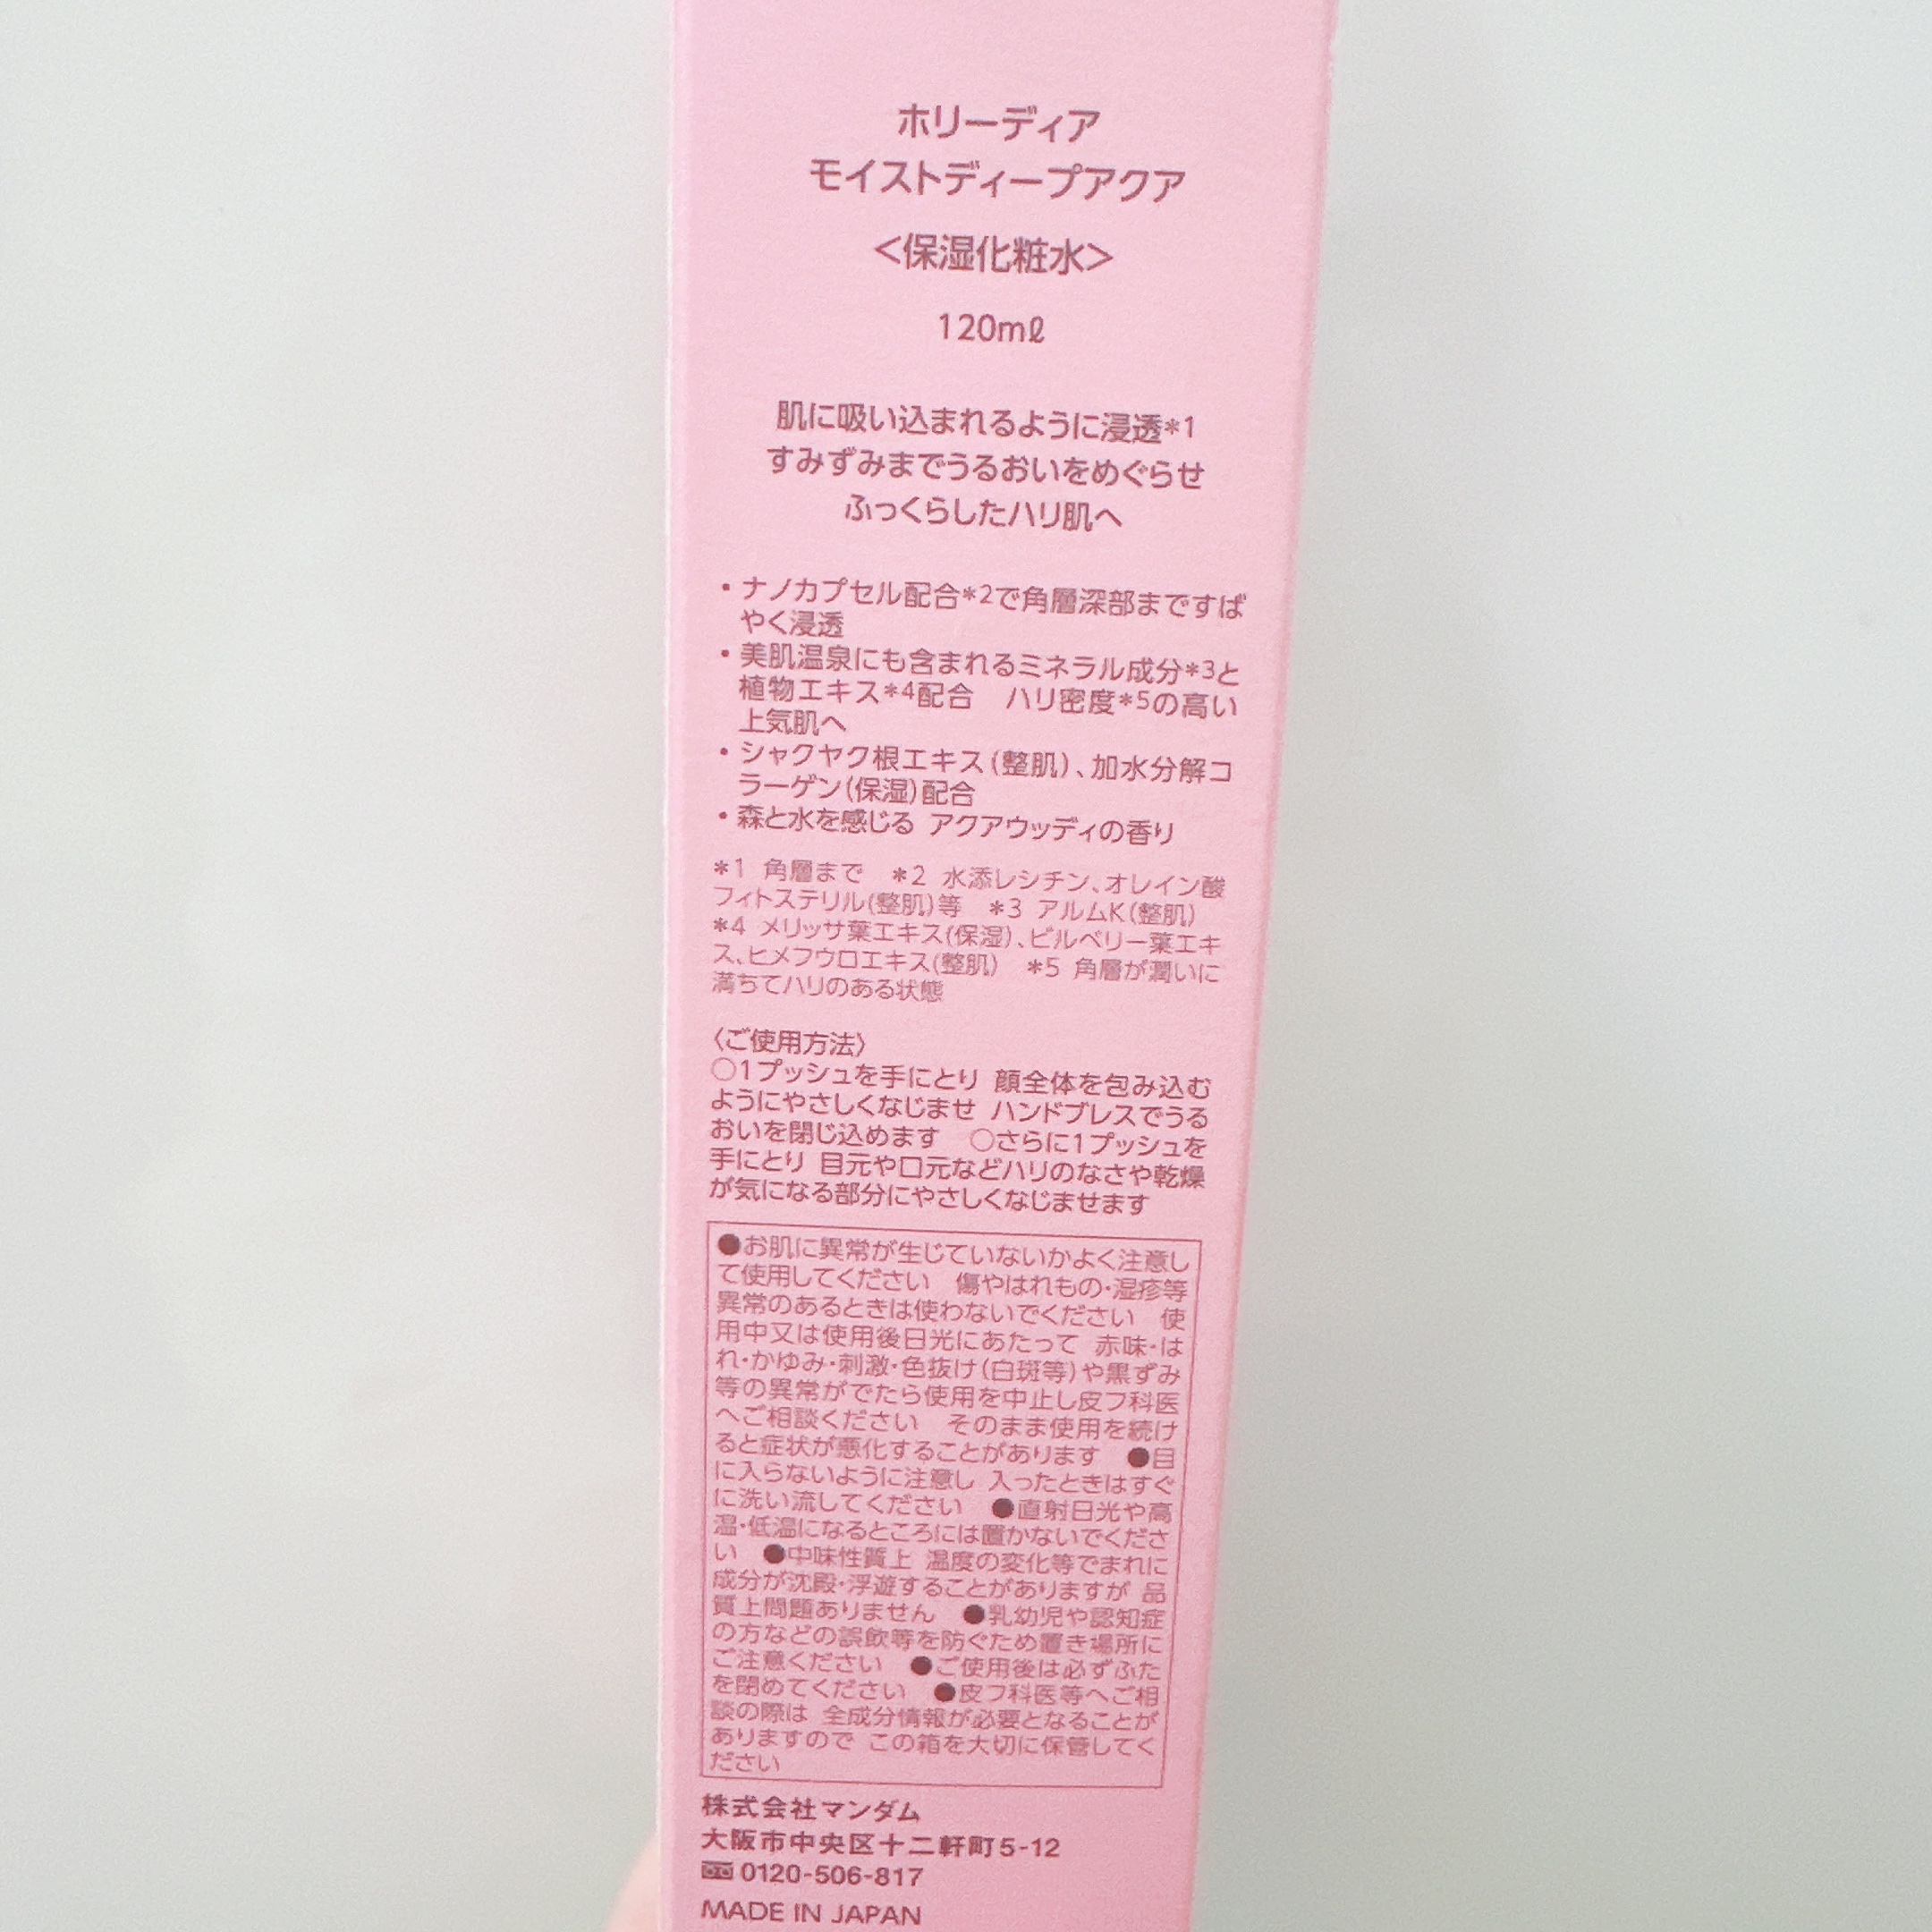 ホリーディア
モイストディープアクア
<保湿化粧水>
120mℓ
肌に吸い込まれるように浸透*1
すみずみまでうるおいをめぐらせ
ふっくらしたハリ肌へ
・ナノカプセル配合*2で角層深部まですば
やく浸透
・美肌温泉にも含まれるミネラル成分*3と
植物エキス*4配合　ハリ密度*5の高い
上気肌へ
・シャクヤク根エキス(整肌)、加水分解コ
ラーゲン(保湿)配合
・森と水を感じる アクアウッディの香り
*1 角層まで　*2 水添レシチン、オレイン酸
フィトステリル(整肌)等　*3 アルムK(整肌)
*4 メリッサ葉エキス(保湿)、ビルベリー葉エキ
ス、ヒメフウロエキス(整肌)　*5 角層が潤いに
満ちてハリのある状態
〈ご使用方法〉
○1プッシュを手にとり 顔全体を包み込む
ようにやさしくなじませ ハンドプレスでうる
おいを閉じ込めます　○さらに1プッシュを
手にとり 目元や口元などハリのなさや乾燥
が気になる部分にやさしくなじませます
●お肌に異常が生じていないかよく注意し
て使用してください　傷やはれもの・湿疹等
異常のあるときは使わないでください　使
用中又は使用後日光にあたって 赤味・は
れ・かゆみ・刺激・色抜け(白斑等)や黒ずみ
等の異常がでたら使用を中止し皮フ科医
へご相談ください　そのまま使用を続け
ると症状が悪化することがあります　●目
に入らないように注意し 入ったときはすぐ
に洗い流してください　●直射日光や高
温・低温になるところには置かないでくださ
い　●中味性質上 温度の変化等でまれに
成分が沈殿・浮遊することがありますが 品
質上問題ありません　●乳幼児や認知症
の方などの誤飲等を防ぐため置き場所に
ご注意ください　●ご使用後は必ずふた
を閉めてください　●皮フ科医等へご相
談の際は 全成分情報が必要となることが
ありますので この箱を大切に保管してく
ださい
株式会社マンダム
大阪市中央区十二軒町5-12
0120-506-817
MADE IN JAPAN